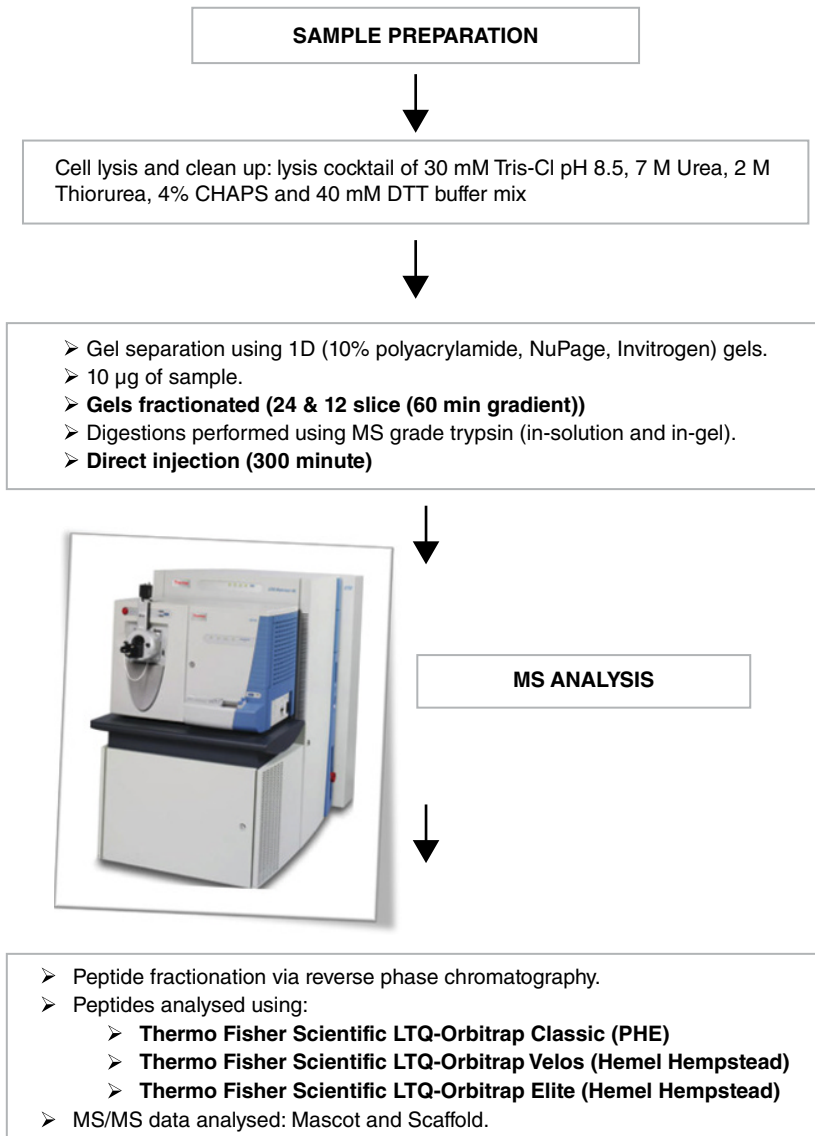 SAMPLE PREPARATION
Cell lysis and clean up: lysis cocktail of 30 mM Tris-Cl pH 8.5, 7 M Urea, 2 M
Thiorurea, 4% CHAPS and 40 mM DTT buffer mix
➢ Gel separation using 1D (10% polyacrylamide, NuPage, Invitrogen) gels.
➢ 10 µg of sample.
➢ Gels fractionated (24 & 12 slice (60 min gradient))
➢ Digestions performed using MS grade trypsin (in-solution and in-gel).
➢ Direct injection (300 minute)
MS ANALYSIS
➢ Peptide fractionation via reverse phase chromatography.
➢ Peptides analysed using:
➢ Thermo Fisher Scientific LTQ-Orbitrap Classic (PHE)
➢ Thermo Fisher Scientific LTQ-Orbitrap Velos (Hemel Hempstead)
➢ Thermo Fisher Scientific LTQ-Orbitrap Elite (Hemel Hempstead)
➢ MS/MS data analysed: Mascot and Scaffold.